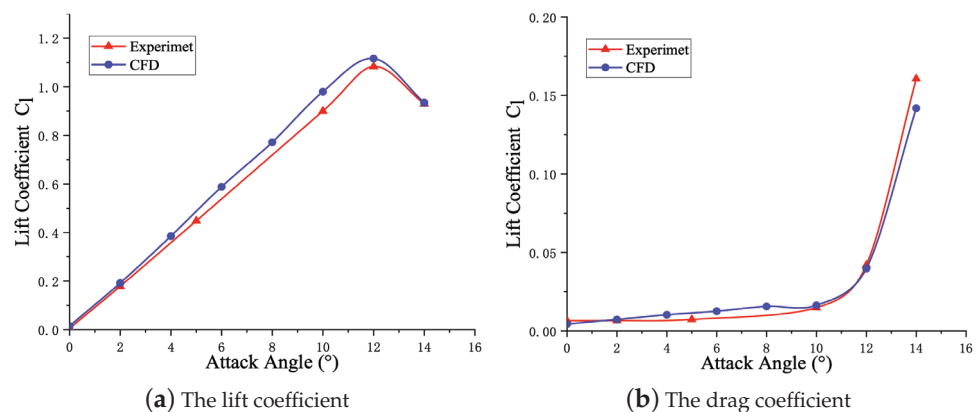 1.2
1.0
0.8
0.6
0.4
0.2
0.0
Lift Coefficient C1
Experimet
CFD
0 2 4 6 8 10 12 14 16
Attack Angle (°)
(a) The lift coefficient
0.20
0.15
0.10
0.05
0.00
Lift Coefficient C1
Experimet
CFD
0 2 4 6 8 10 12 14 16
Attack Angle (°)
(b) The drag coefficient